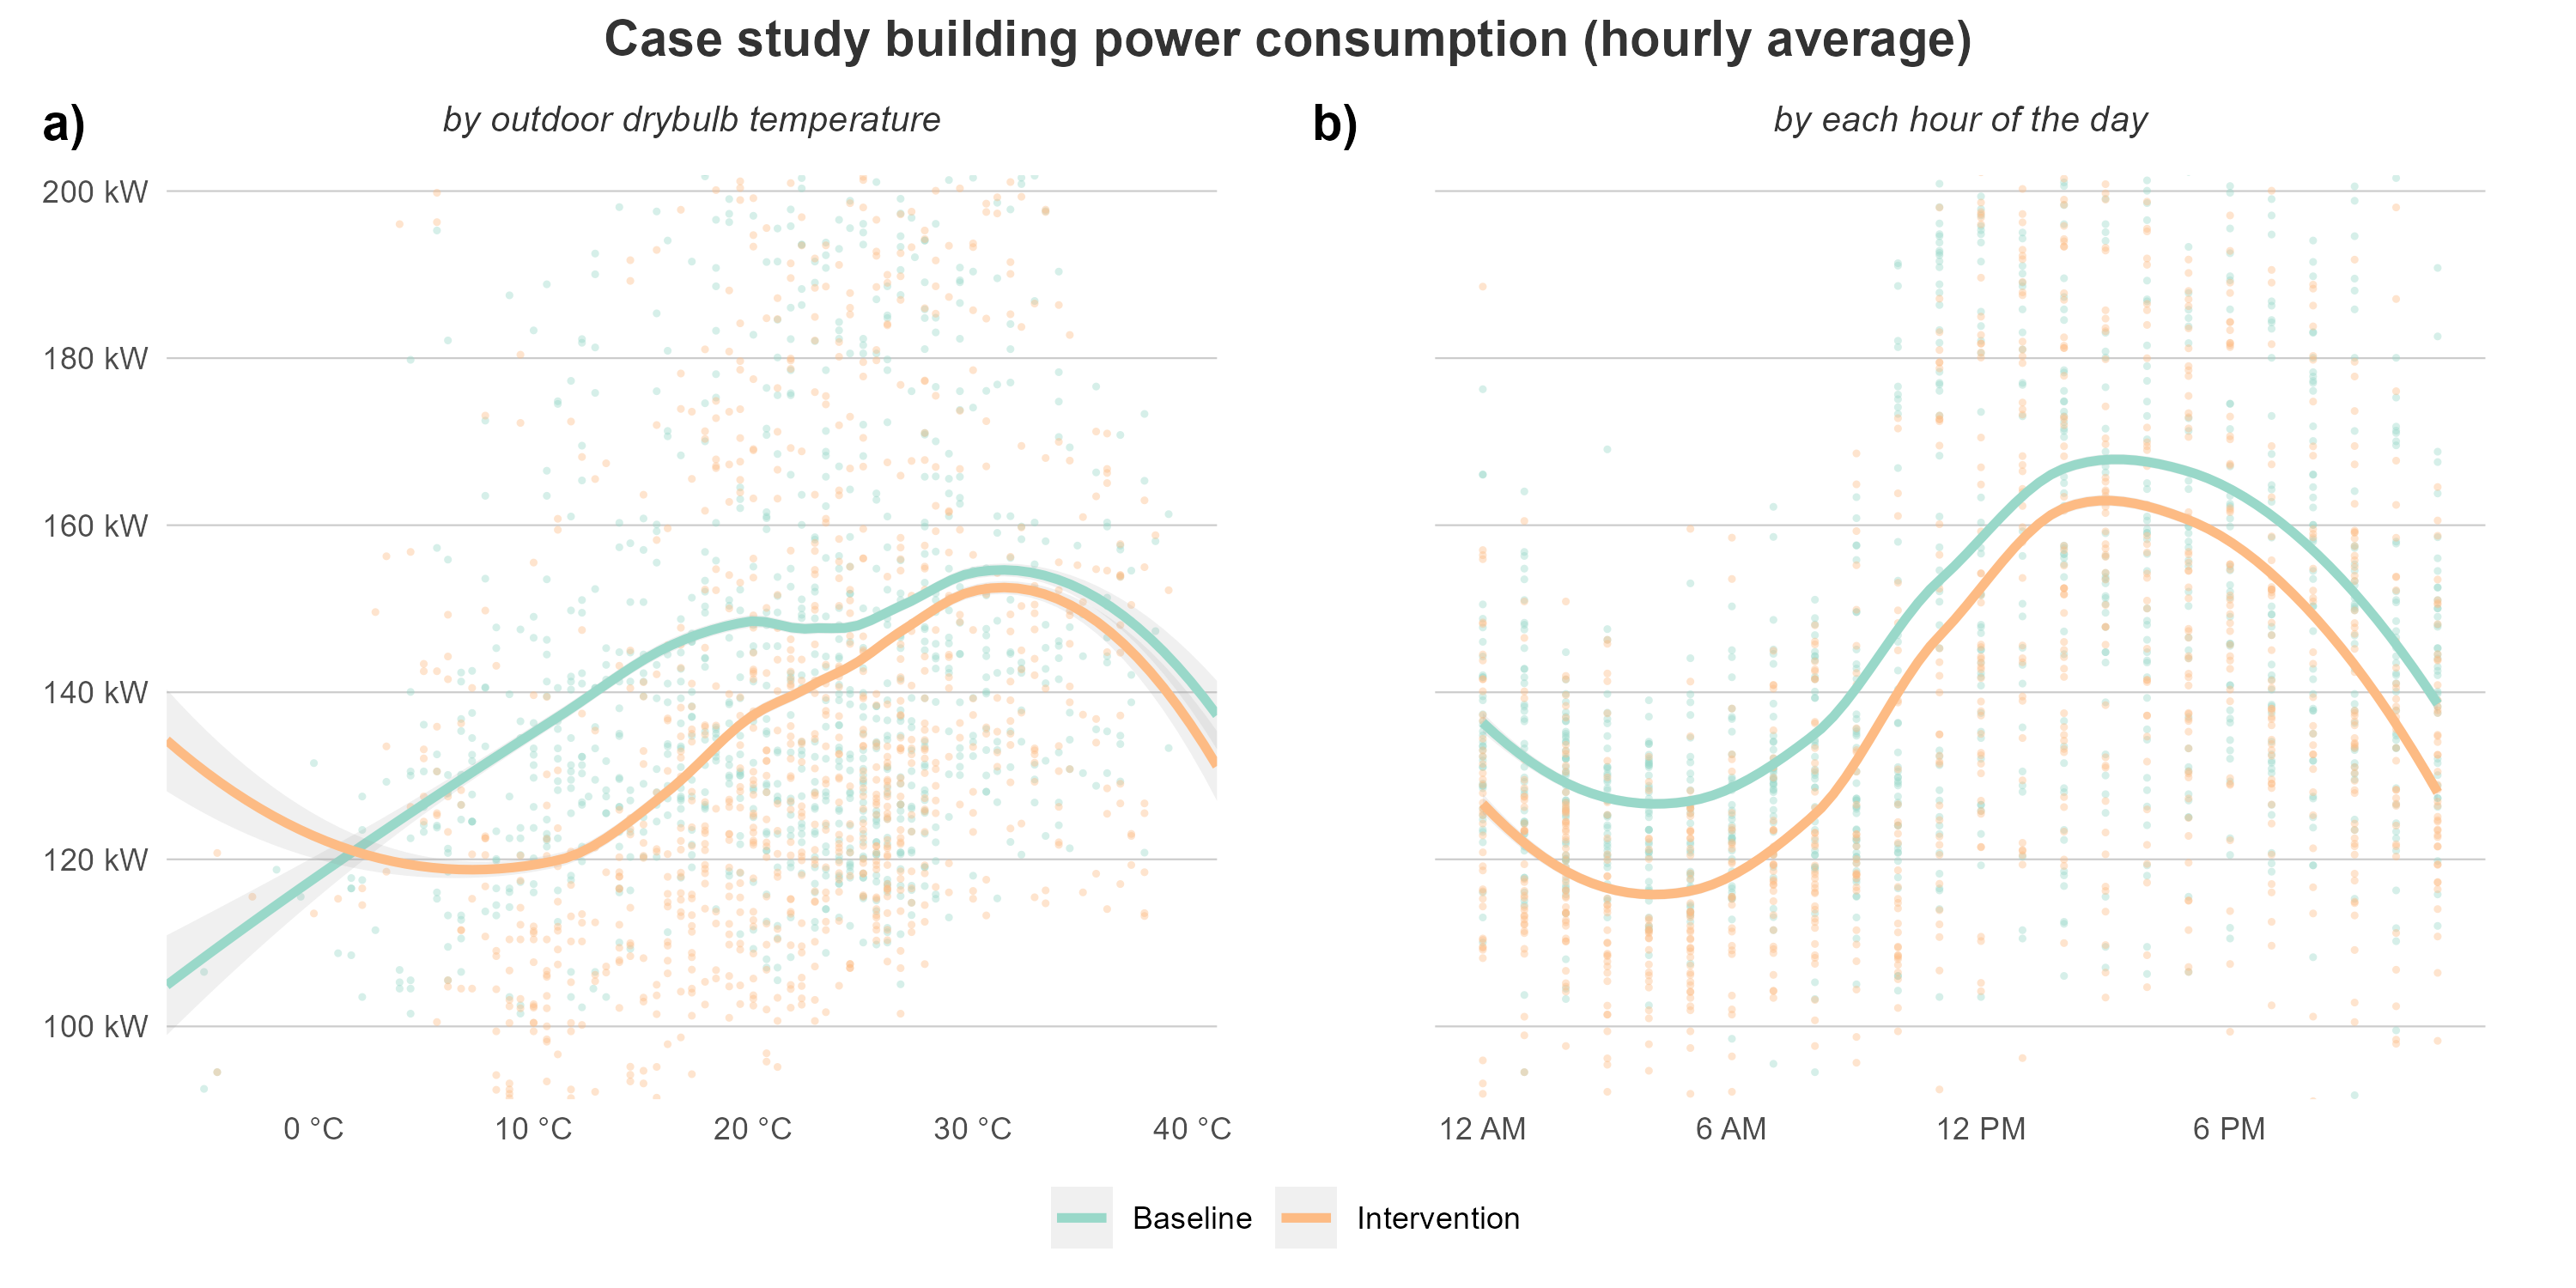 Case study building power consumption (hourly average)
a)
by outdoor drybulb temperature
200 kW
180 kW
160 kW
140 kW
120 kW
100 kW
0 °C
10 °C
20 °C
30 °C
40 °C
b)
by each hour of the day
12 AM
6 AM
12 PM
6 PM
Baseline
Intervention